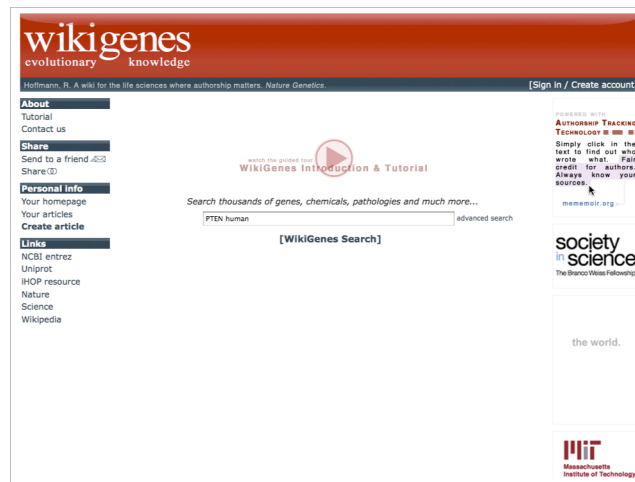 wikigenes
evolutionary knowledge
Hoffmann, R. A wiki for the life sciences where authorship matters. Nature Genetics.
[Sign in / Create account
About
Tutorial
Contact us
Share
Send to a friend
Share
Personal info
Your homepage
Your articles
Create article
Links
NCBI entrez
Uniprot
iHOP resource
Nature
Science
Wikipedia
watch the guided tour
WikiGenes Introduction & Tutorial
Search thousands of genes, chemicals, pathologies and much more...
PTEN human
advanced search
[WikiGenes Search]
POWERED WITH
AUTHORSHIP TRACKING
TECHNOLOGY
Simply click in the
text to find out who
wrote what. Fair
credit for authors.
Always know your
sources.
mememoir.org
society
in science
The Branco Weiss Fellowship
the world.
MIT
Massachusetts
Institute of Technology